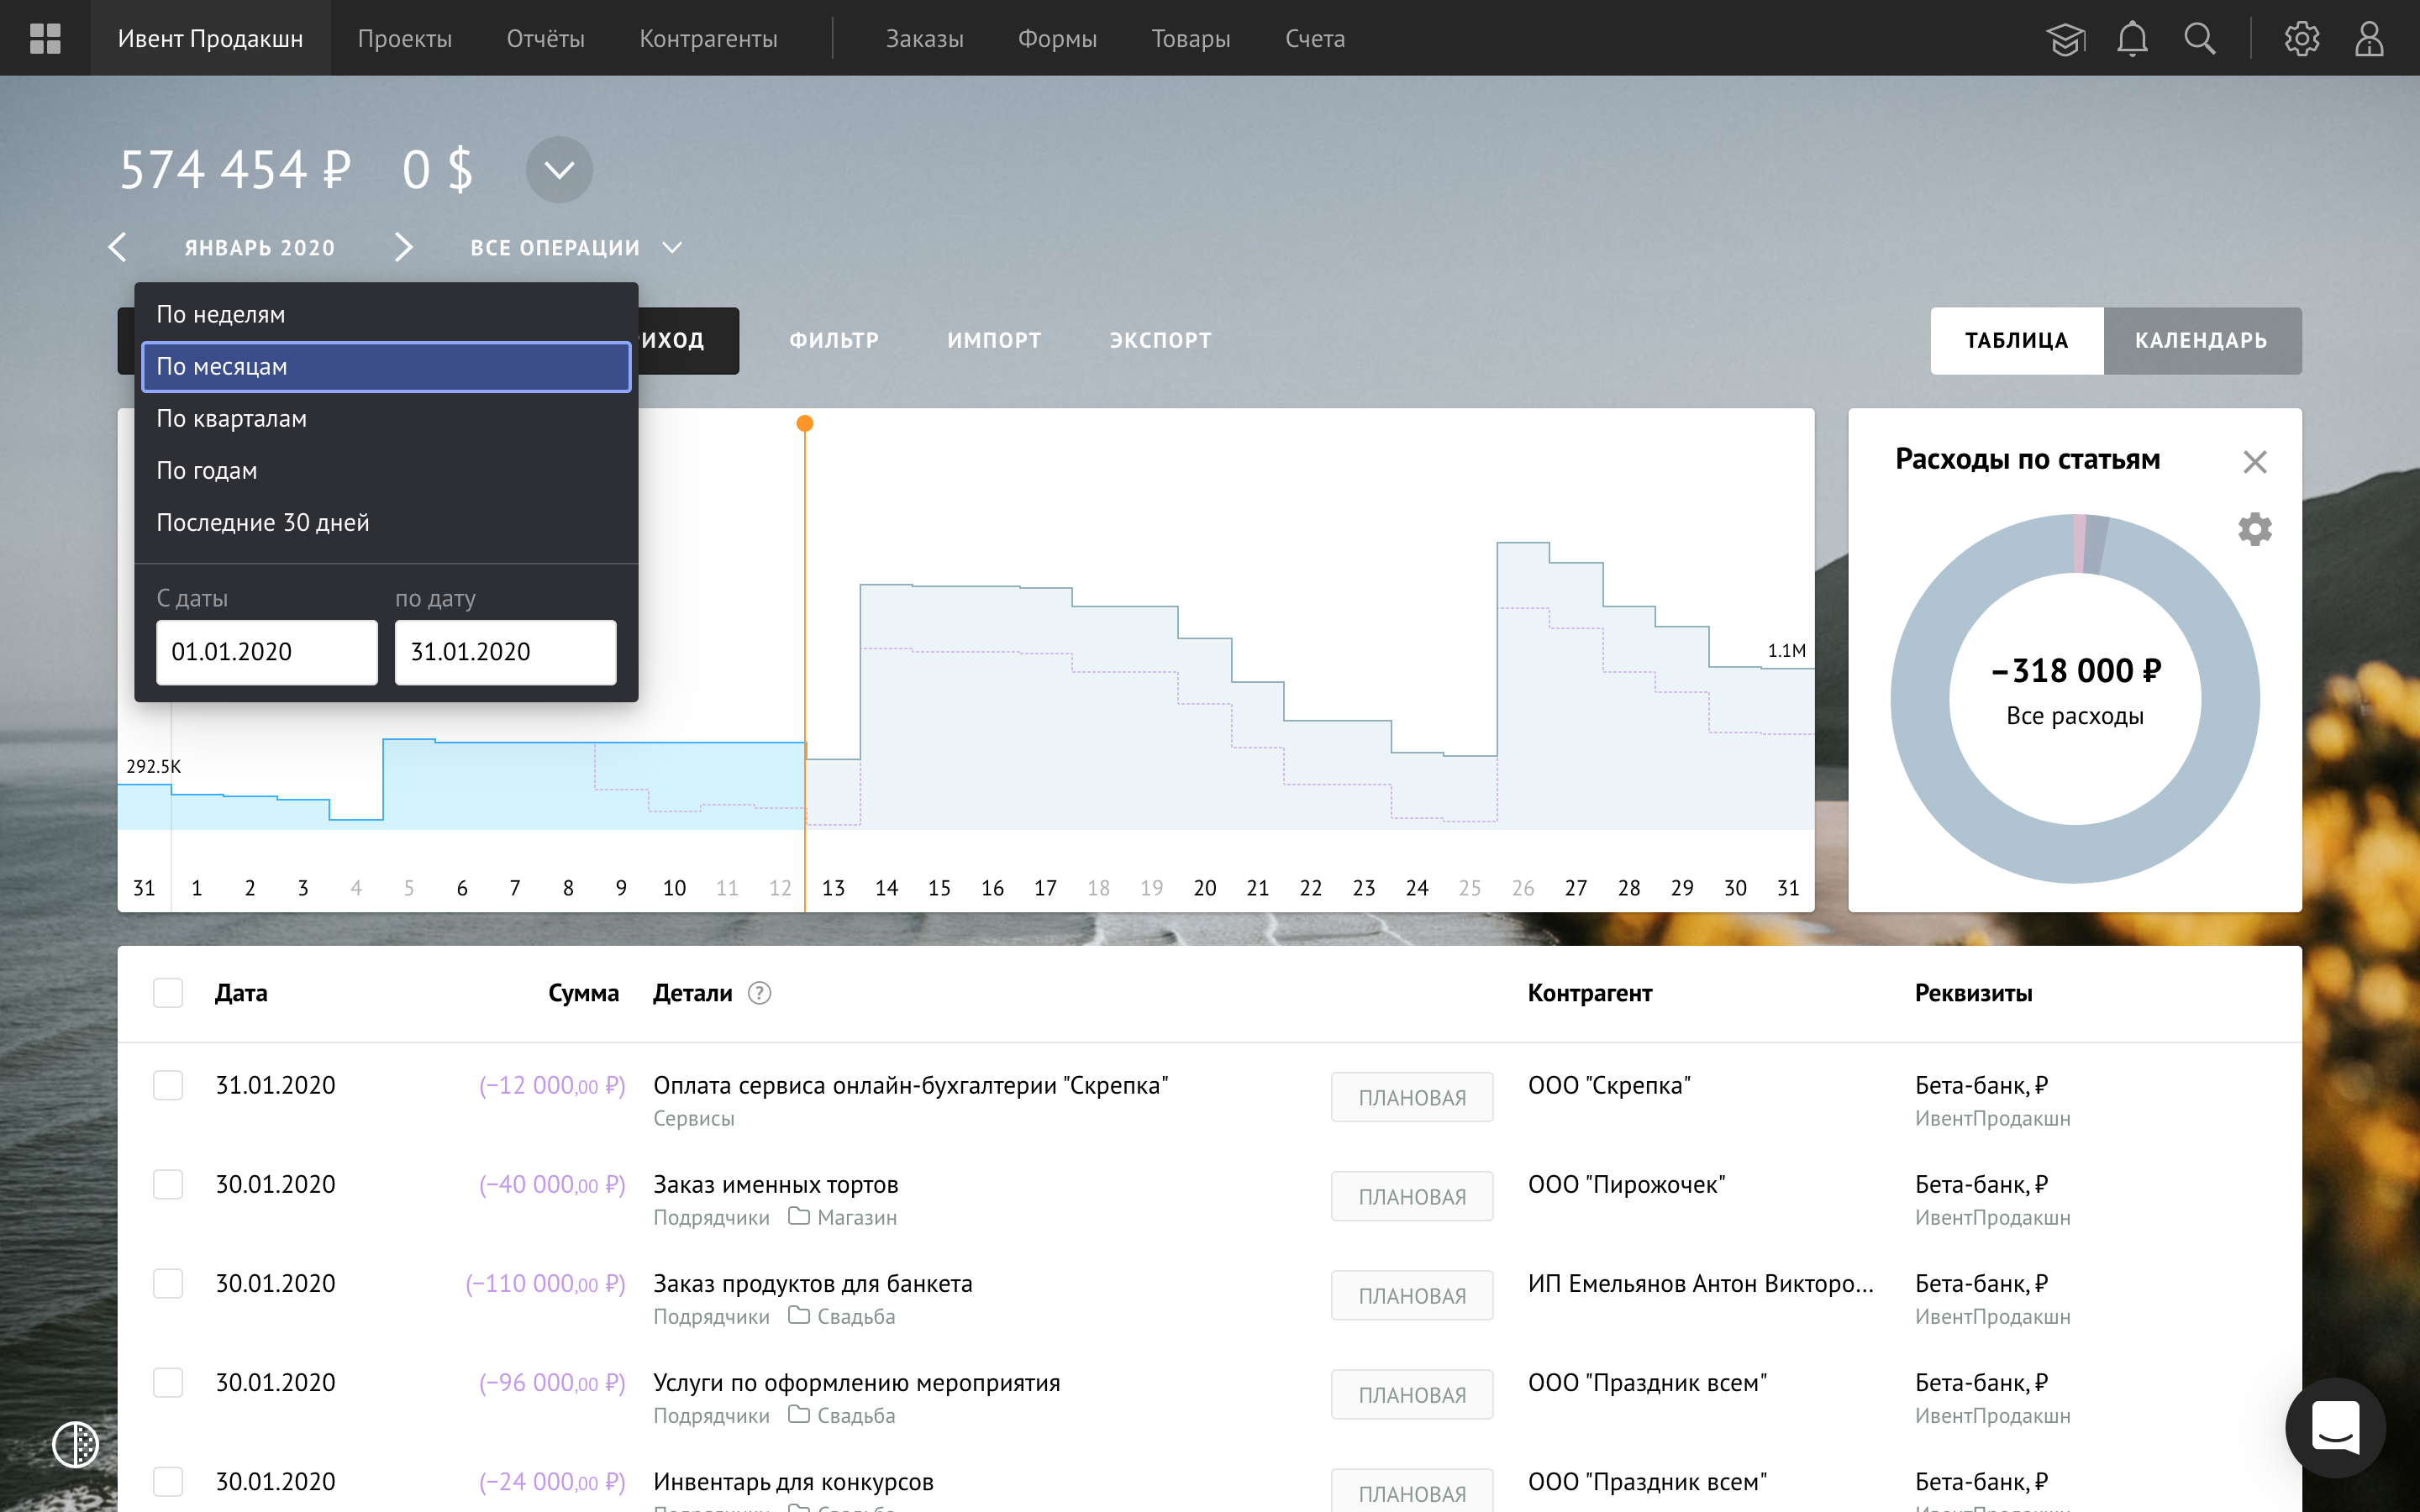 Ивент Продакшн Проекты Отчёты Контрагенты Заказы Формы Товары Счета
574 454 ₽ 0 $
ЯНВАРЬ 2020 ВСЕ ОПЕРАЦИИ
По неделям
По месяцам
По кварталам
По годам
Последние 30 дней
С даты по дату
01.01.2020 31.01.2020
ИХОД ФИЛЬТР ИМПОРТ ЭКСПОРТ
ТАБЛИЦА КАЛЕНДАРЬ
292.5K
1.1M
31 1 2 3 4 5 6 7 8 9 10 11 12 13 14 15 16 17 18 19 20 21 22 23 24 25 26 27 28 29 30 31
Расходы по статьям
–318 000 ₽
Все расходы
Дата Сумма Детали ? Контрагент Реквизиты
31.01.2020 (–12 000,00 ₽) Оплата сервиса онлайн-бухгалтерии "Скрепка" ПЛАНОВАЯ ООО "Скрепка" Бета-банк, ₽
Сервисы ИвентПродакшн
30.01.2020 (–40 000,00 ₽) Заказ именных тортов ПЛАНОВАЯ ООО "Пирожочек" Бета-банк, ₽
Подрядчики Магазин ИвентПродакшн
30.01.2020 (–110 000,00 ₽) Заказ продуктов для банкета ПЛАНОВАЯ ИП Емельянов Антон Викторо... Бета-банк, ₽
Подрядчики Свадьба ИвентПродакшн
30.01.2020 (–96 000,00 ₽) Услуги по оформлению мероприятия ПЛАНОВАЯ ООО "Праздник всем" Бета-банк, ₽
Подрядчики Свадьба ИвентПродакшн
30.01.2020 (–24 000,00 ₽) Инвентарь для конкурсов ПЛАНОВАЯ ООО "Праздник всем" Бета-банк, ₽